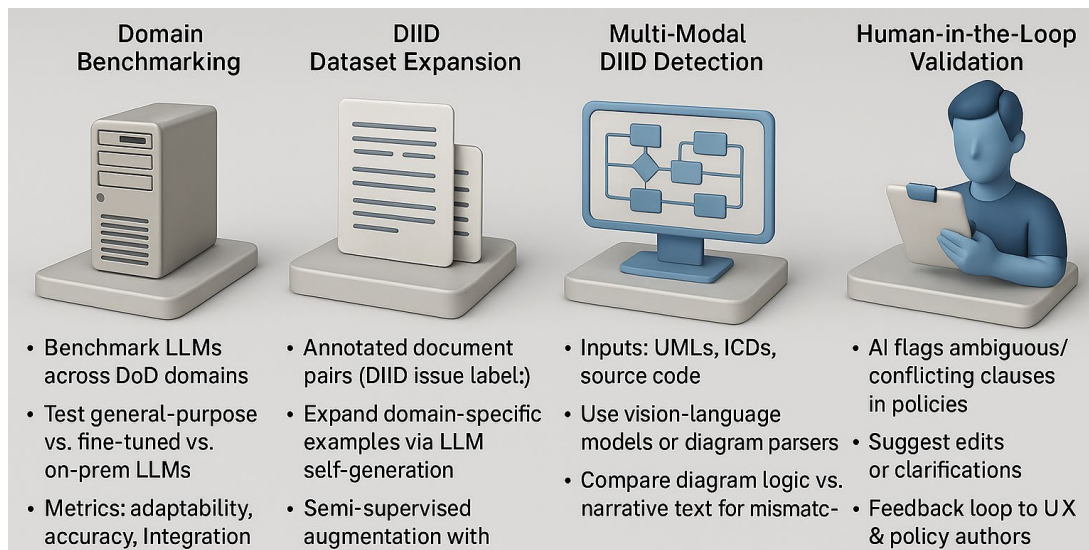 Domain
Benchmarking
• Benchmark LLMs
across DoD domains
• Test general-purpose
vs. fine-tuned vs.
on-prem LLMs
• Metrics: adaptability,
accuracy, Integration
DIID
Dataset Expansion
• Annotated document
pairs (DIID issue label:)
• Expand domain-specific
examples via LLM
self-generation
• Semi-supervised
augmentation with
Multi-Modal
DIID Detection
• Inputs: UMLs, ICDs,
source code
• Use vision-language
models or diagram parsers
• Compare diagram logic vs.
narrative text for mismatc-
Human-in-the-Loop
Validation
• AI flags ambiguous/
conflicting clauses
in policies
• Suggest edits
or clarifications
• Feedback loop to UX
& policy authors